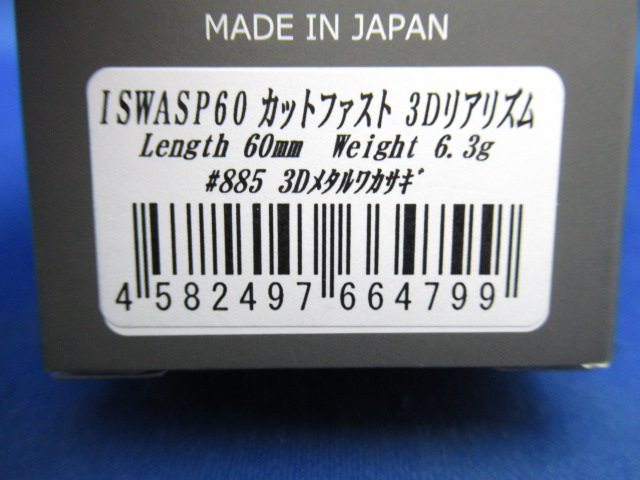 MADE IN JAPAN
ISWASP60 カットファスト 3Dリアリズム
Length 60mm Weight 6.3g
#885 3Dメタルワカサギ
4 582497 664799